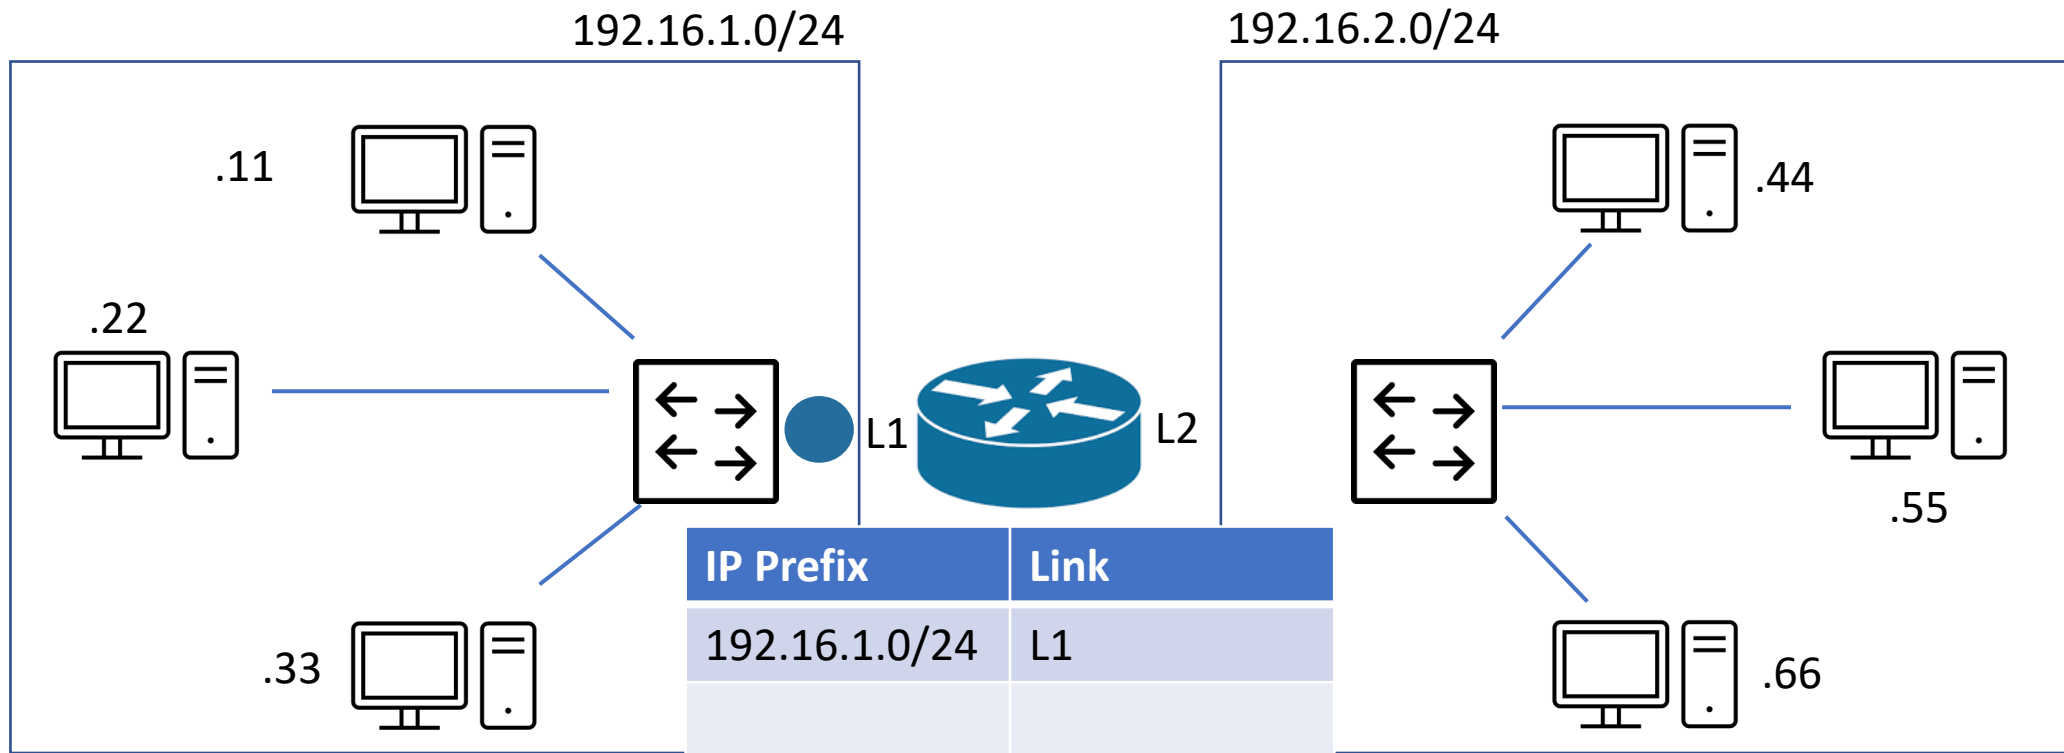 192.16.1.0/24
192.16.2.0/24
.11
.44
.22
L1
L2
.55
IP Prefix Link
192.16.1.0/24 L1
.33
.66